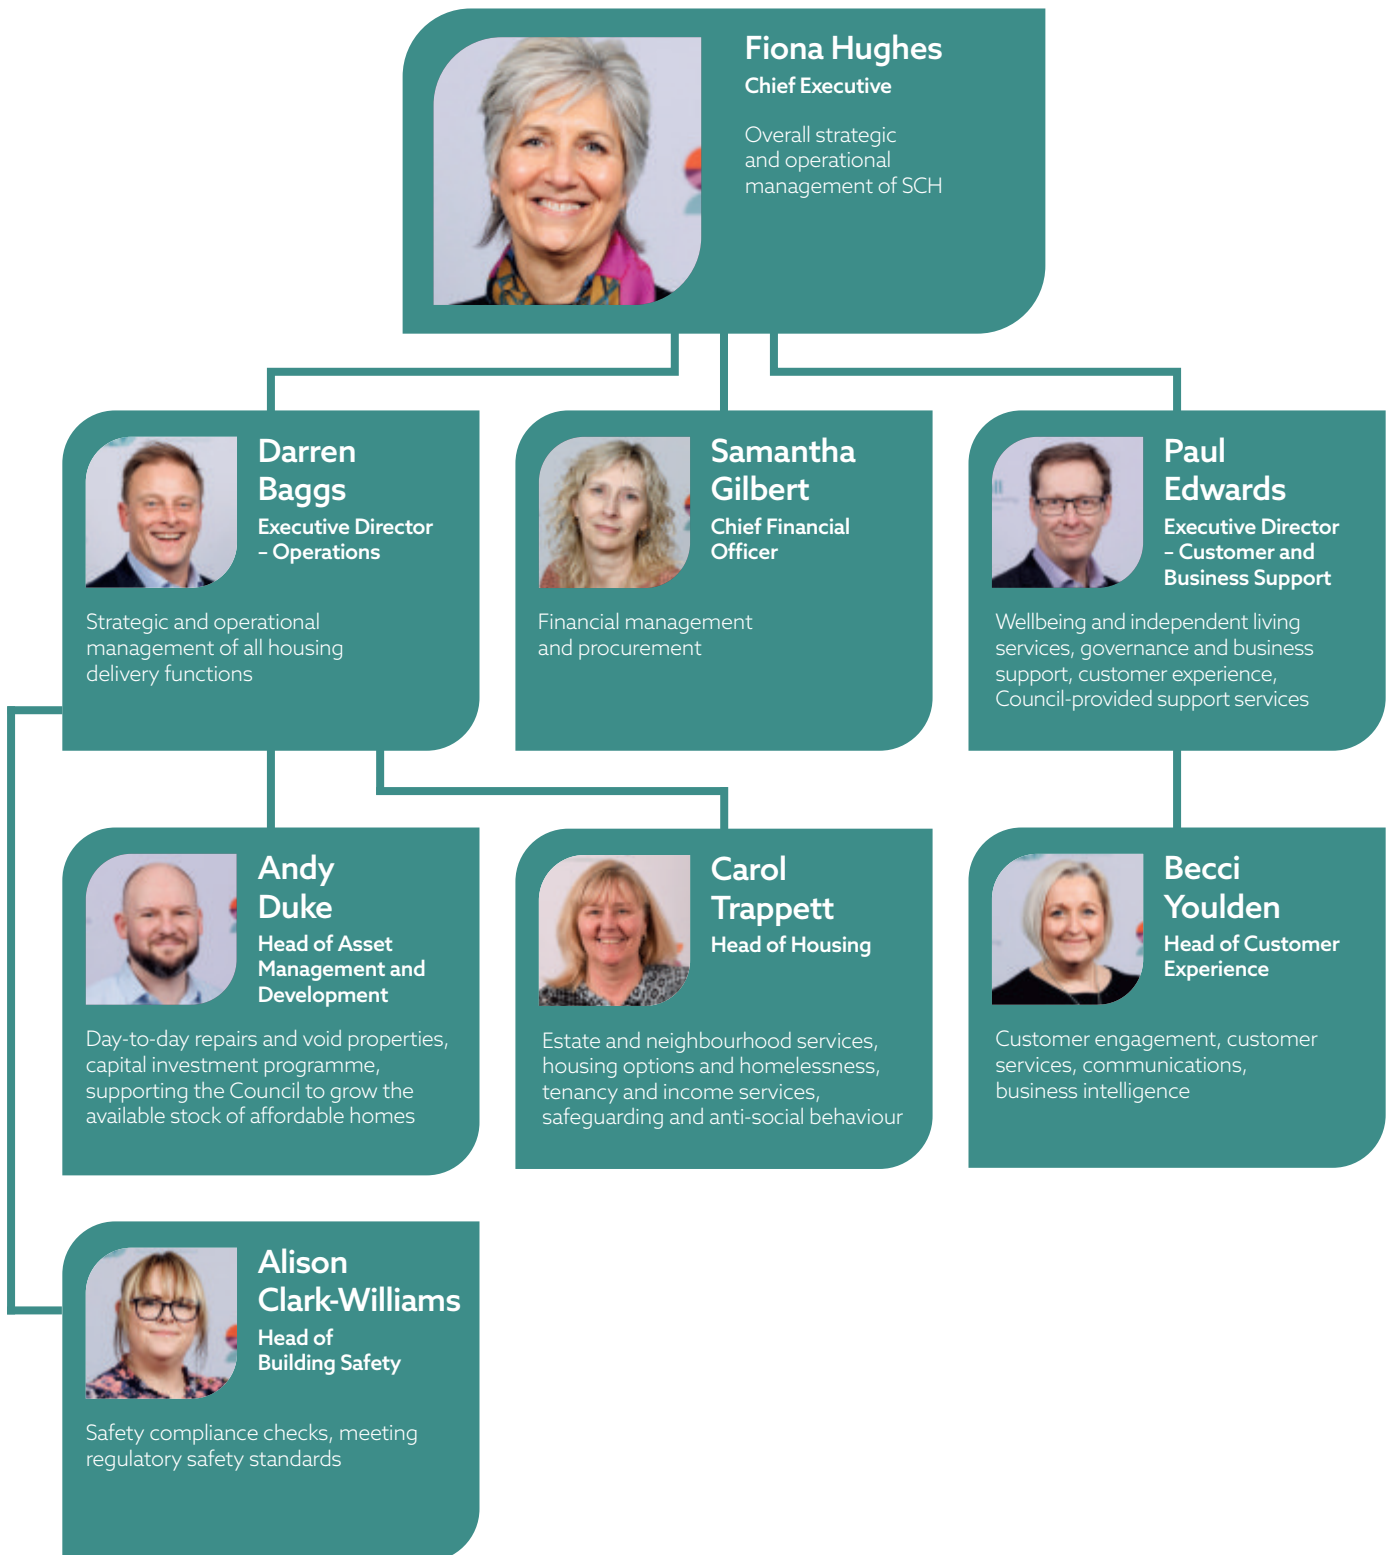 Fiona Hughes
Chief Executive
Overall strategic
and operational
management of SCH
Darren
Baggs
Executive Director
– Operations
Strategic and operational
management of all housing
delivery functions
Samantha
Gilbert
Chief Financial
Officer
Financial management
and procurement
Paul
Edwards
Executive Director
– Customer and
Business Support
Wellbeing and independent living
services, governance and business
support, customer experience,
Council-provided support services
Andy
Duke
Head of Asset
Management and
Development
Day-to-day repairs and void properties,
capital investment programme,
supporting the Council to grow the
available stock of affordable homes
Carol
Trappett
Head of Housing
Estate and neighbourhood services,
housing options and homelessness,
tenancy and income services,
safeguarding and anti-social behaviour
Becci
Youlden
Head of Customer
Experience
Customer engagement, customer
services, communications,
business intelligence
Alison
Clark-Williams
Head of
Building Safety
Safety compliance checks, meeting
regulatory safety standards